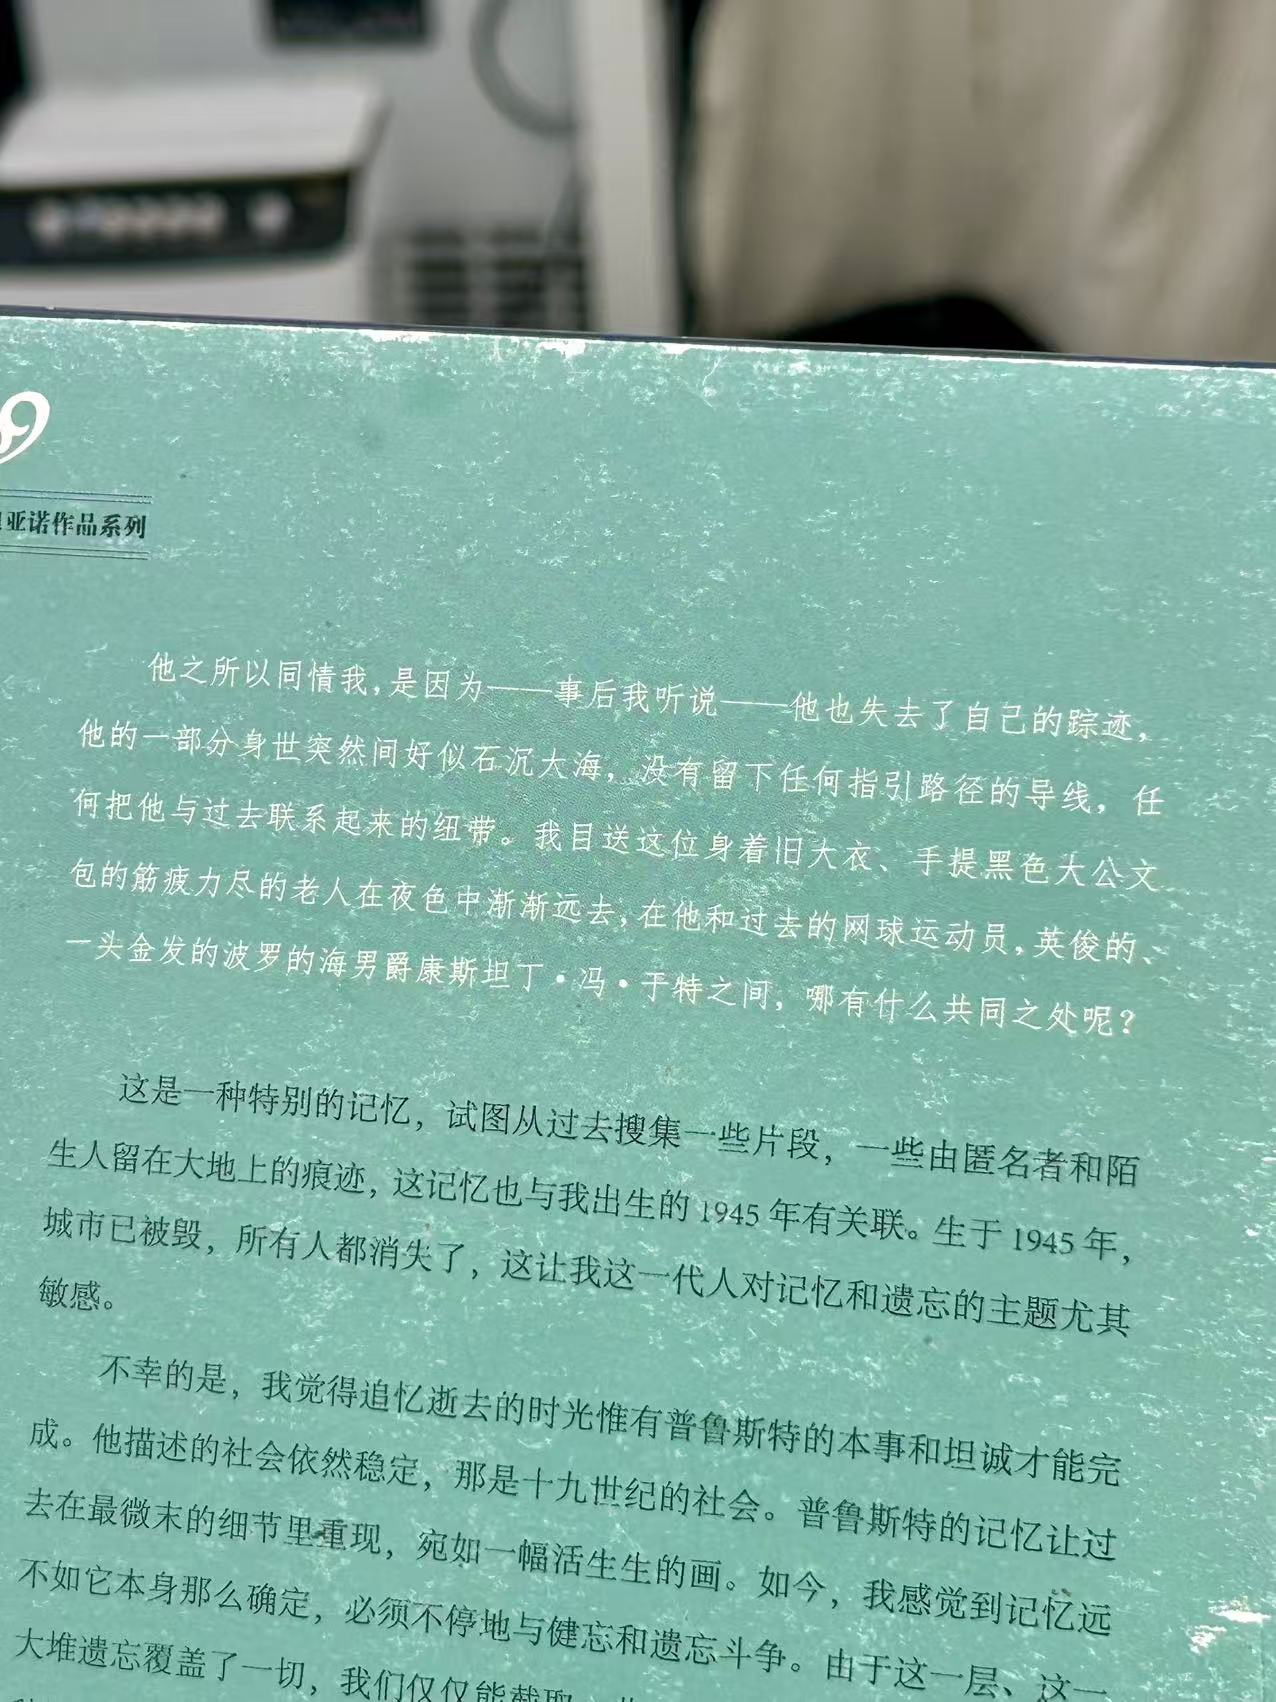 亚诺作品系列
他之所以同情我，是因为——事后我听说——他也失去了自己的踪迹，
他的一部分身世突然间好似石沉大海，没有留下任何指引路径的导线，任
何把他与过去联系起来的纽带。我目送这位身着旧大衣、手提黑色大公文
包的筋疲力尽的老人在夜色中渐渐远去，在他和过去的网球运动员，英俊的、
一头金发的波罗的海男爵康斯坦丁·冯·于特之间，哪有什么共同之处呢？
这是一种特别的记忆，试图从过去搜集一些片段，一些由匿名者和陌
生人留在大地上的痕迹，这记忆也与我出生的1945年有关联。生于1945年，
城市已被毁，所有人都消失了，这让我这一代人对记忆和遗忘的主题尤其
敏感。
不幸的是，我觉得追忆逝去的时光惟有普鲁斯特的本事和坦诚才能完
成。他描述的社会依然稳定，那是十九世纪的社会。普鲁斯特的记忆让过
去在最微末的细节里重现，宛如一幅活生生的画。如今，我感觉到记忆远
不如它本身那么确定，必须不停地与健忘和遗忘斗争。由于这一层、这一
大堆遗忘覆盖了一切，我们仅仅能截取